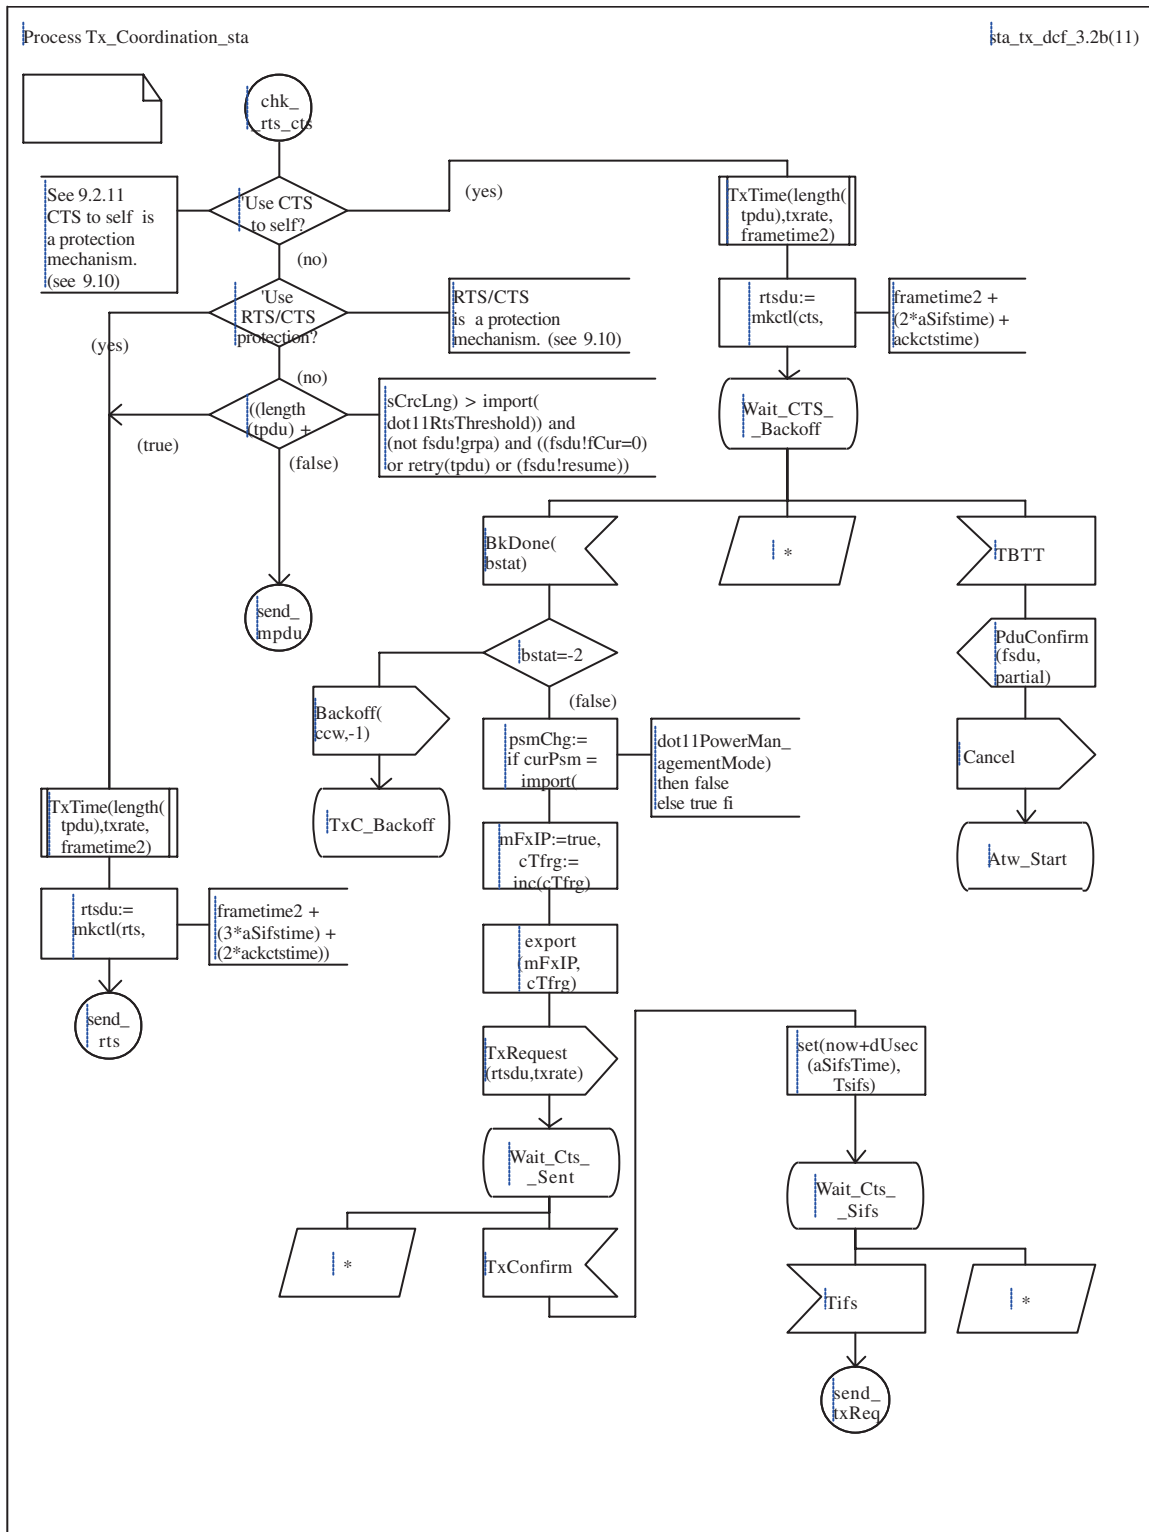 Process Tx_Coordination_sta
sta_tx_dcf_3.2b(11)
chk_
_rts_cts
See 9.2.11
CTS to self is
a protection
mechanism.
(see 9.10)
'Use CTS
to self?
(yes)
(no)
TxTime(length(
tpdu),txrate,
frametime2)
'Use
RTS/CTS
protection?
(yes)
(no)
RTS/CTS
is a protection
mechanism. (see 9.10)
rtsdu:=
mkctl(cts,
frametime2 +
(2*aSifstime) +
ackctstime)
((length
(tpdu) +
(true)
(false)
sCrcLng) > import(
dot11RtsThreshold)) and
(not fsdu!grpa) and ((fsdu!fCur=0)
or retry(tpdu) or (fsdu!resume))
Wait_CTS_
_Backoff
BkDone(
bstat)
*
TBTT
send_
mpdu
bstat=-2
(false)
PduConfirm
(fsdu,
partial)
Backoff(
ccw,-1)
psmChg:=
if curPsm =
import(
dot11PowerMan_
agementMode)
then false
else true fi
Cancel
TxTime(length(
tpdu),txrate,
frametime2)
TxC_Backoff
mFxIP:=true,
cTfrg:=
inc(cTfrg)
Atw_Start
rtsdu:=
mkctl(rts,
frametime2 +
(3*aSifstime) +
(2*ackctstime))
export
(mFxIP,
cTfrg)
send_
rts
TxRequest
(rtsdu,txrate)
set(now+dUsec
(aSifsTime),
Tsifs)
Wait_Cts_
_Sent
Wait_Cts_
_Sifs
*
TxConfirm
Tifs
*
send_
txReq